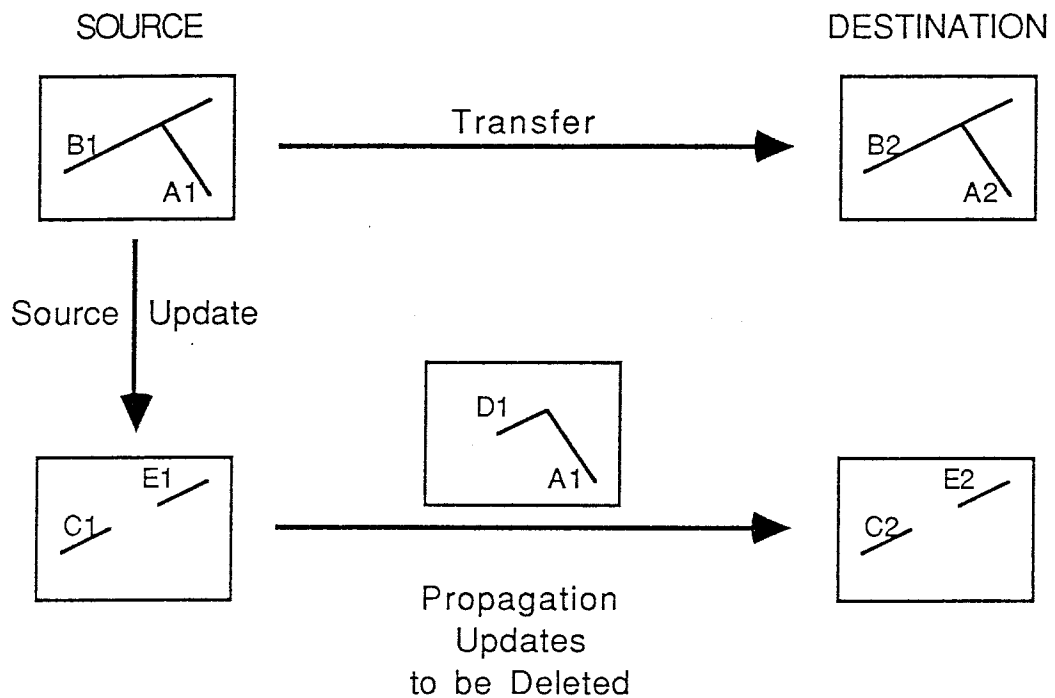 SOURCE
DESTINATION
B1
A1
Transfer
B2
A2
Source Update
D1
A1
E1
C1
E2
C2
Propagation
Updates
to be Deleted